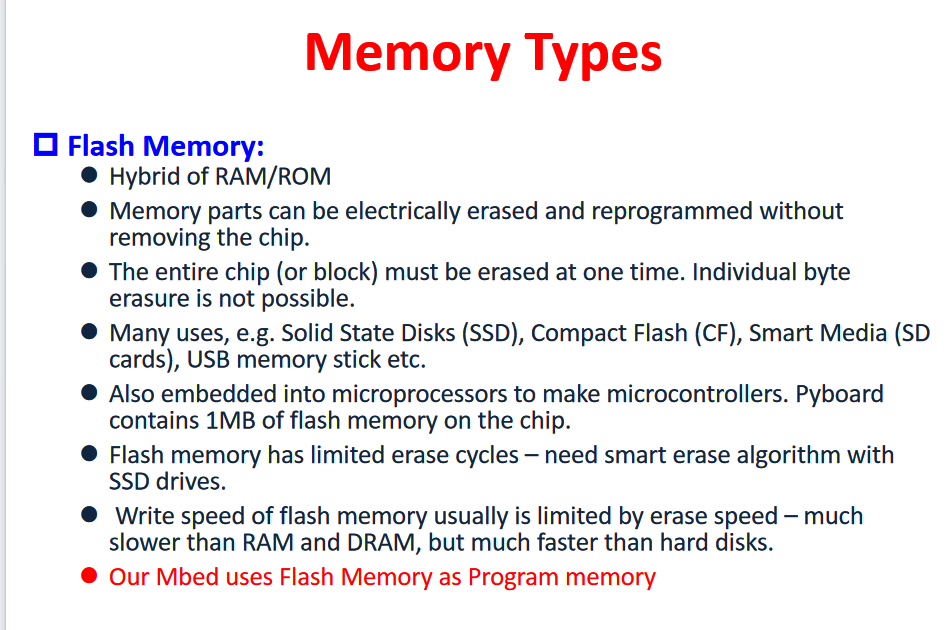 Memory Types
Flash Memory:
Hybrid of RAM/ROM
Memory parts can be electrically erased and reprogrammed without
removing the chip.
The entire chip (or block) must be erased at one time. Individual byte
erasure is not possible.
Many uses, e.g. Solid State Disks (SSD), Compact Flash (CF), Smart Media (SD
cards), USB memory stick etc.
Also embedded into microprocessors to make microcontrollers. Pyboard
contains 1MB of flash memory on the chip.
Flash memory has limited erase cycles – need smart erase algorithm with
SSD drives.
Write speed of flash memory usually is limited by erase speed – much
slower than RAM and DRAM, but much faster than hard disks.
Our Mbed uses Flash Memory as Program memory